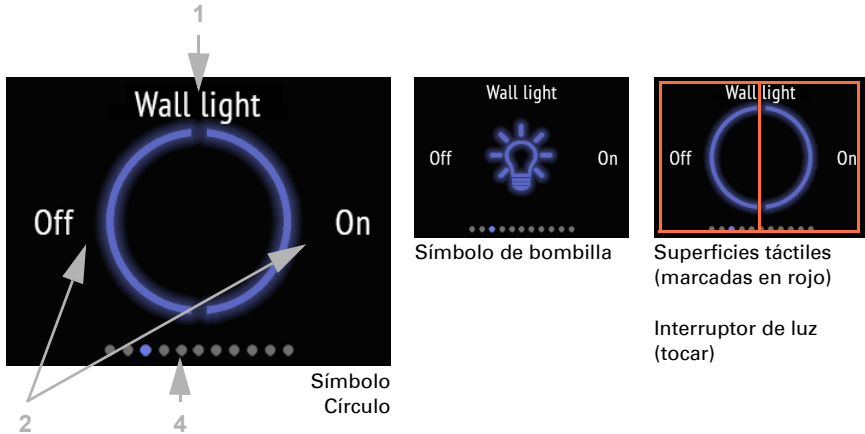 1
Wall light
Off
On
Símbolo
Círculo
2
4
Wall light
Off
On
Símbolo de bombilla
Wall light
Off
On
Superficies táctiles
(marcadas en rojo)
Interruptor de luz
(tocar)